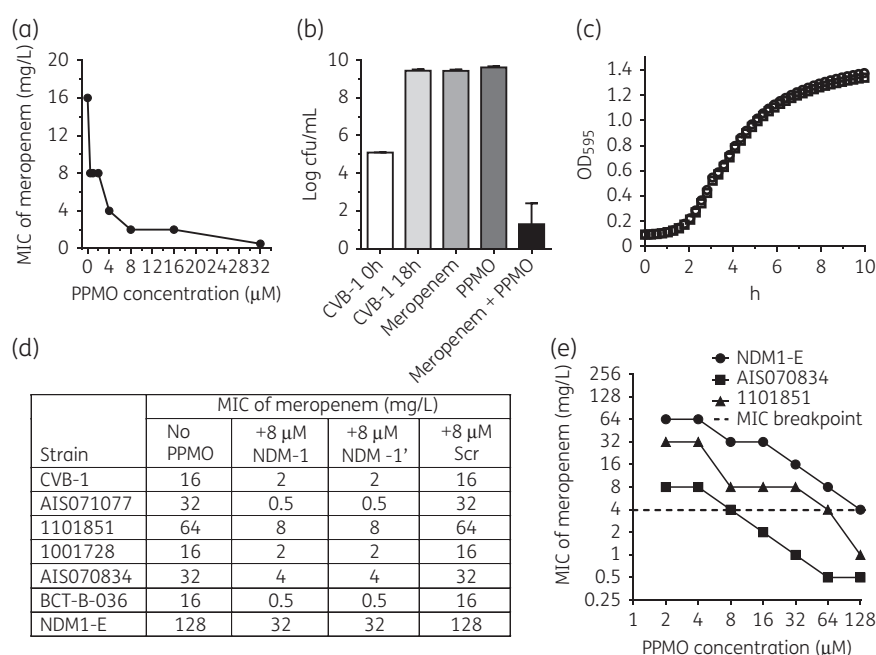 (a)
MIC of meropenem (mg/L)
20
16
12
8
4
0
0 4 8 12 16 20 24 28 32
PPMO concentration (μM)
(b)
Log cfu/mL
10
8
6
4
2
0
CVB-1 0h
CVB-1 18h
Meropenem
PPMO
Meropenem + PPMO
(c)
OD595
1.4
1.2
1.0
0.8
0.6
0.4
0.2
0
0 2 4 6 8 10
h
(d)
MIC of meropenem (mg/L)
Strain No PPMO +8 μM NDM-1 +8 μM NDM -1’ +8 μM Scr
CVB-1 16 2 2 16
AIS071077 32 0.5 0.5 32
1101851 64 8 8 64
1001728 16 2 2 16
AIS070834 32 4 4 32
BCT-B-036 16 0.5 0.5 16
NDM1-E 128 32 32 128
(e)
NDM1-E
AIS070834
1101851
MIC breakpoint
MIC of meropenem (mg/L)
256
128
64
32
16
8
4
2
1
0.5
0.25
1 2 4 8 16 32 64 128
PPMO concentration (μM)